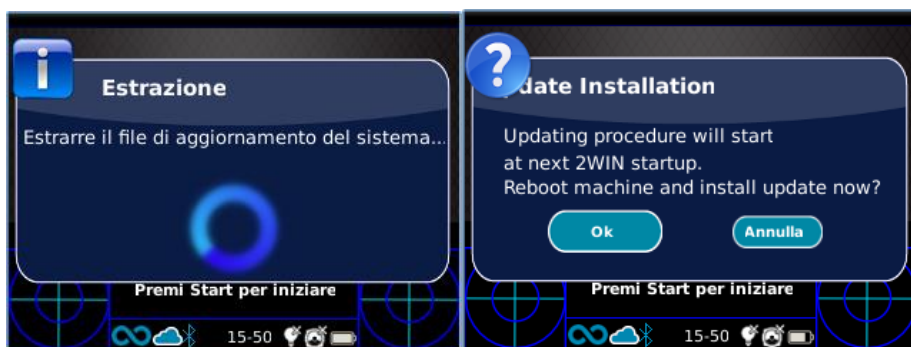 Estrazione
Estrarre il file di aggiornamento del sistema...
Premi Start per iniziare
15-50
date Installation
Updating procedure will start
at next 2WIN startup.
Reboot machine and install update now?
Ok
Annulla
Premi Start per iniziare
15-50